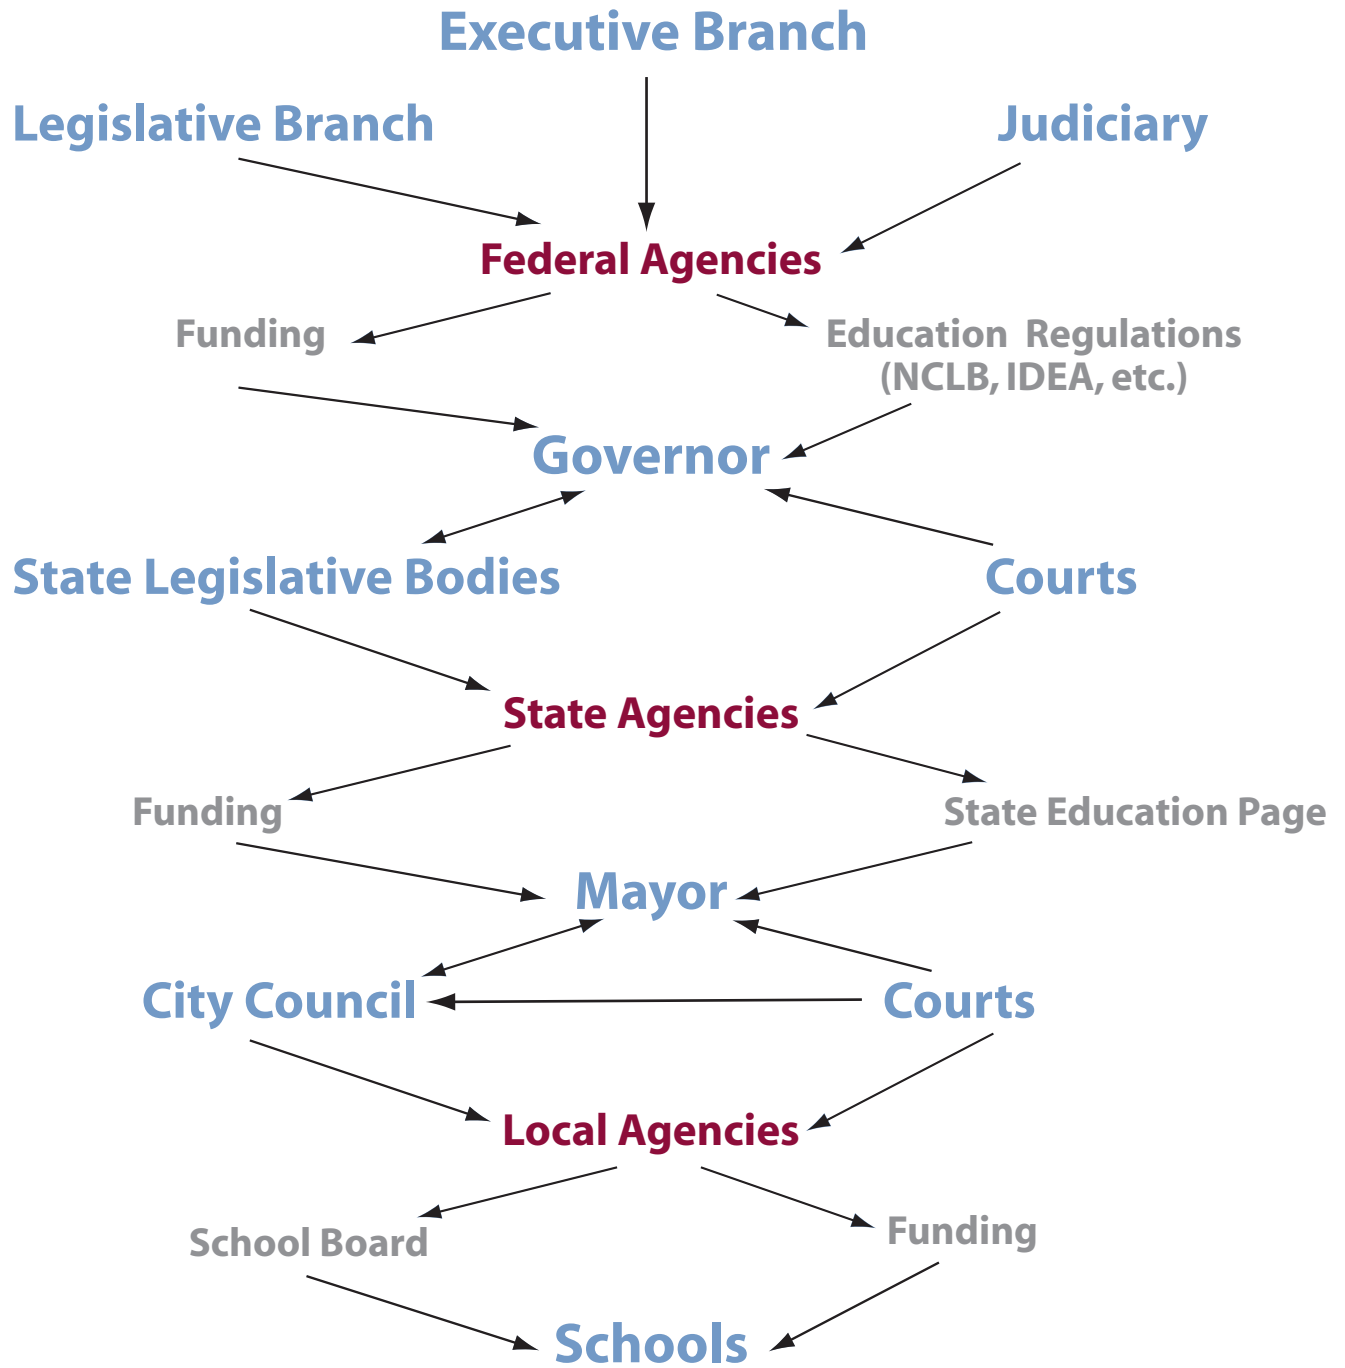 Executive Branch
Legislative Branch
Judiciary
Federal Agencies
Funding
Education Regulations
(NCLB, IDEA, etc.)
Governor
State Legislative Bodies
Courts
State Agencies
Funding
State Education Page
Mayor
City Council
Courts
Local Agencies
School Board
Funding
Schools